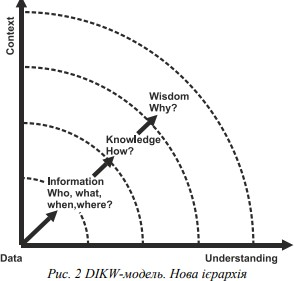 Context
Wisdom
Why?
Knowledge
How?
Information
Who, what,
when,where?
Data
Understanding
Рис. 2 DIKW-модель. Нова ієрархія